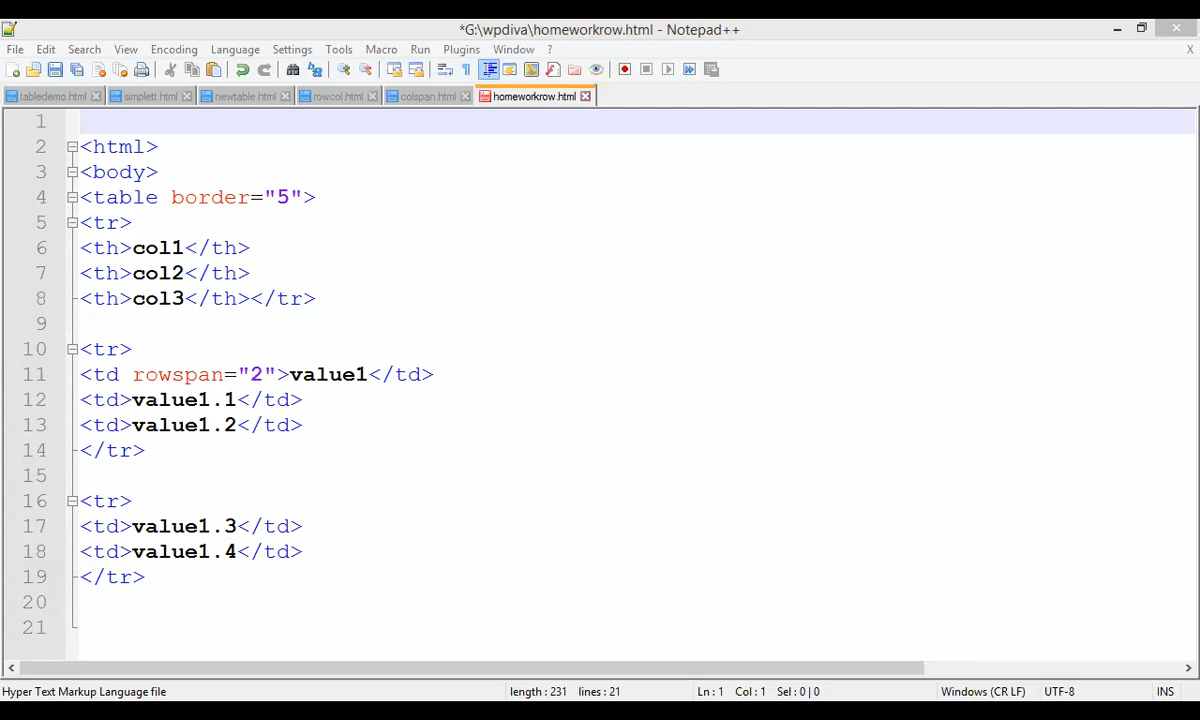 *G:\wpdiva\homeworkrow.html - Notepad++
File Edit Search View Encoding Language Settings Tools Macro Run Plugins Window ? X
tabledemo.html simplett.html newtable.html rowcol.html colspan.html homeworkrow.html
1
2 <html>
3 <body>
4 <table border="5">
5 <tr>
6 <th>col1</th>
7 <th>col2</th>
8 <th>col3</th></tr>
9
10 <tr>
11 <td rowspan="2">value1</td>
12 <td>value1.1</td>
13 <td>value1.2</td>
14 </tr>
15
16 <tr>
17 <td>value1.3</td>
18 <td>value1.4</td>
19 </tr>
20
21
Hyper Text Markup Language file length : 231 lines : 21 Ln : 1 Col : 1 Sel : 0 | 0 Windows (CR LF) UTF-8 INS